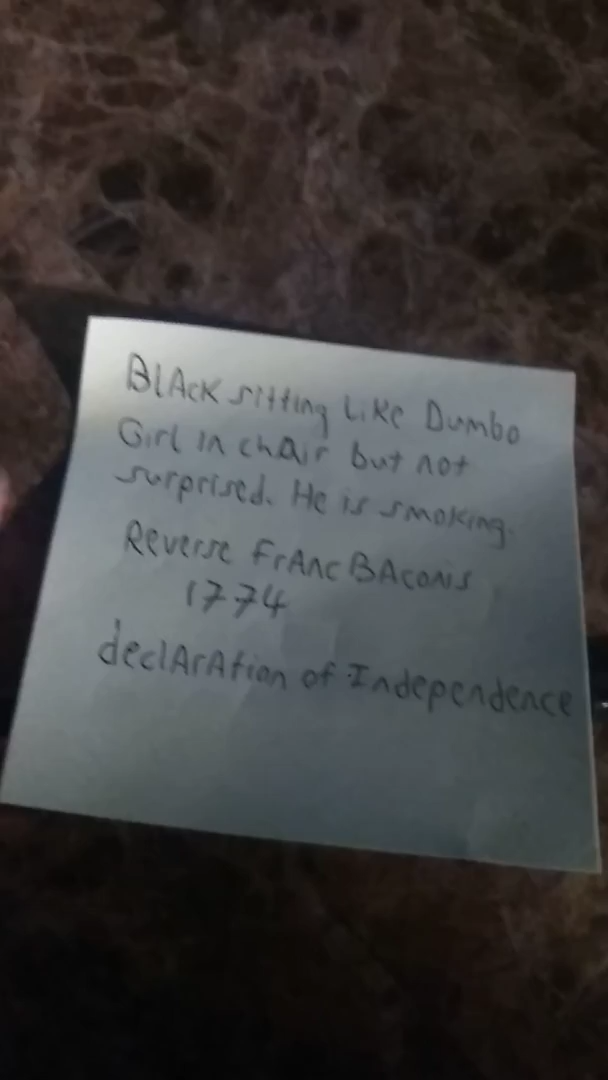 BlAck sitting Like Dumbo
Girl in chAir but not
surprised. He is smoking.
Reverse FrAnc BAconis
1774
declArAtion of Independence